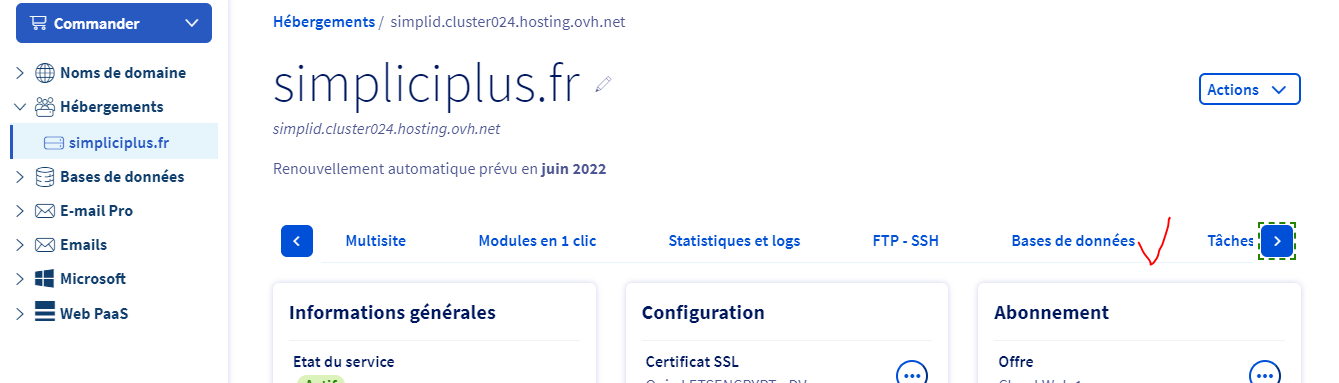 Commander
Noms de domaine
Hébergements
simpliciplus.fr
Bases de données
E-mail Pro
Emails
Microsoft
Web PaaS
Hébergements / simplid.cluster024.hosting.ovh.net
simpliciplus.fr
Actions
simplid.cluster024.hosting.ovh.net
Renouvellement automatique prévu en juin 2022
Multisite Modules en 1 clic Statistiques et logs FTP - SSH Bases de données Tâches
Informations générales
Etat du service
Actif
Configuration
Certificat SSL
Abonnement
Offre